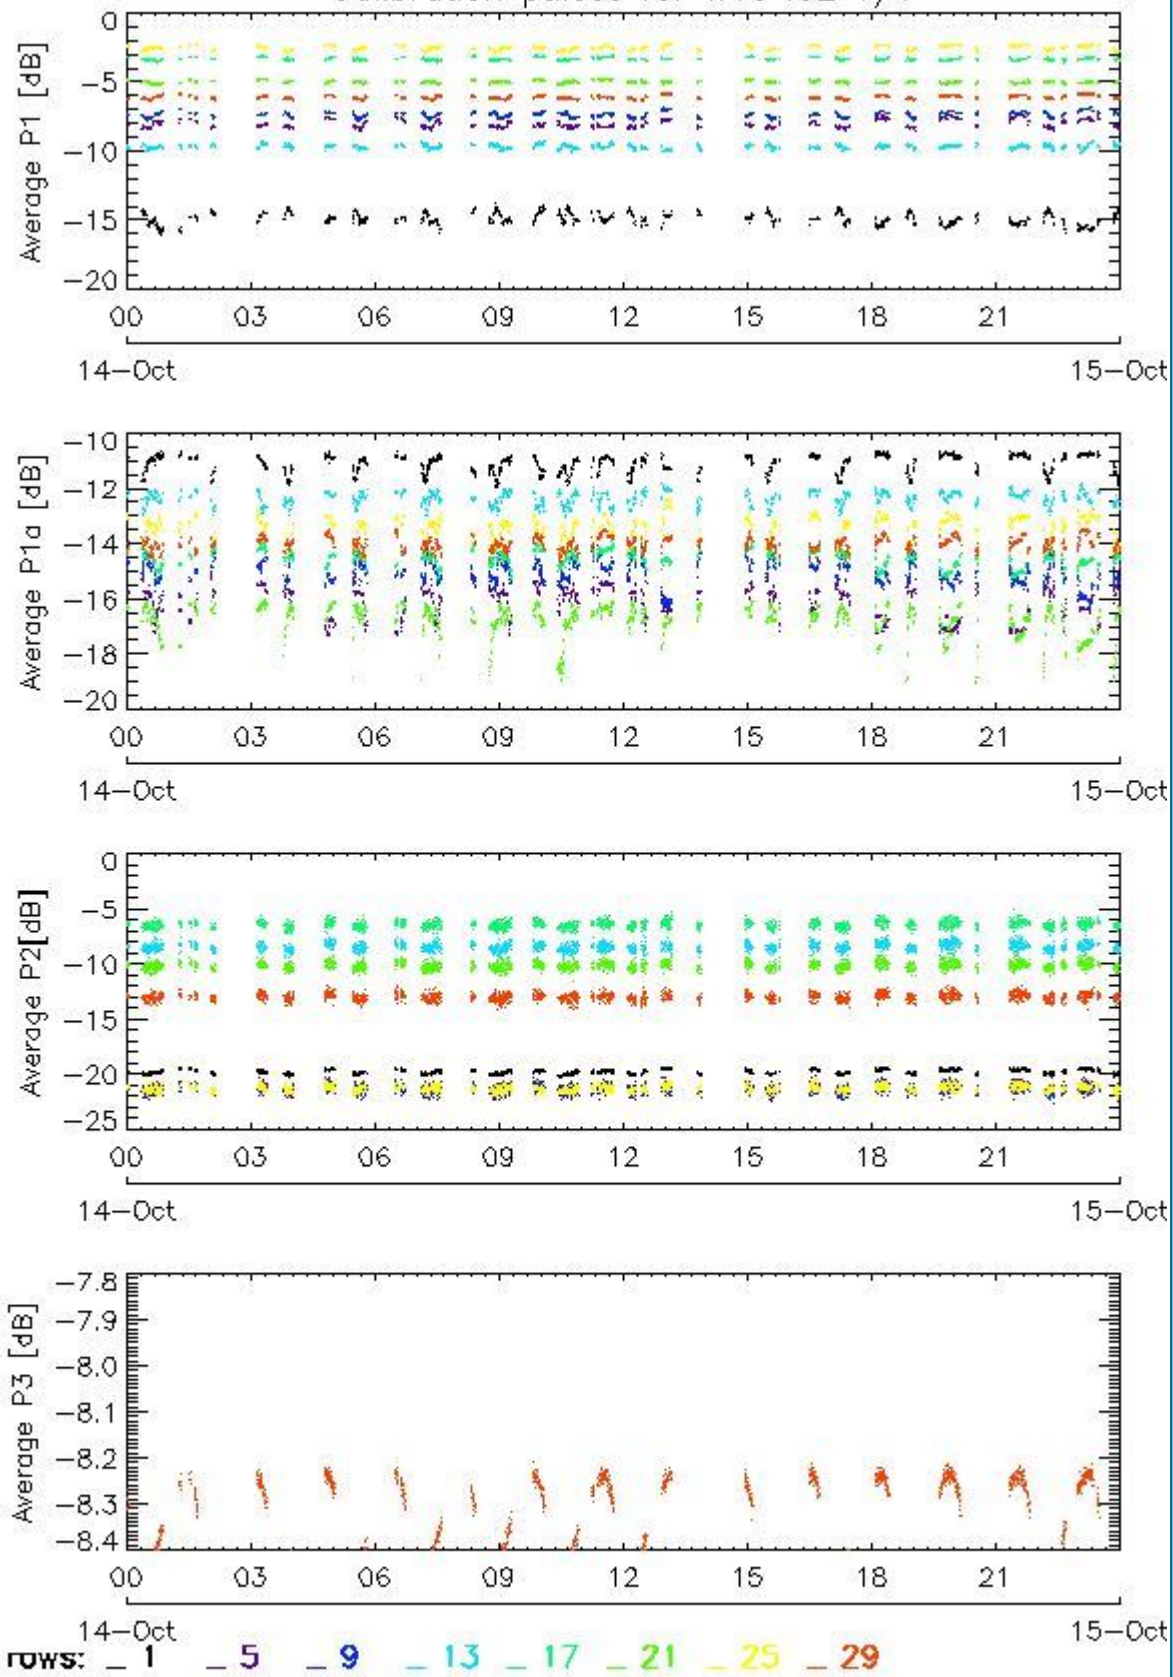 0
Average P1 [dB]
-5
-10
-15
-20
00 03 06 09 12 15 18 21
14-Oct 15-Oct
-10
Average P1a [dB]
-12
-14
-16
-18
-20
00 03 06 09 12 15 18 21
14-Oct 15-Oct
0
Average P2[dB]
-5
-10
-15
-20
-25
00 03 06 09 12 15 18 21
14-Oct 15-Oct
-7.8
Average P3 [dB]
-7.9
-8.0
-8.1
-8.2
-8.3
-8.4
00 03 06 09 12 15 18 21
14-Oct 15-Oct
rows: _ 1 _ 5 _ 9 _ 13 _ 17 _ 21 _ 25 _ 29